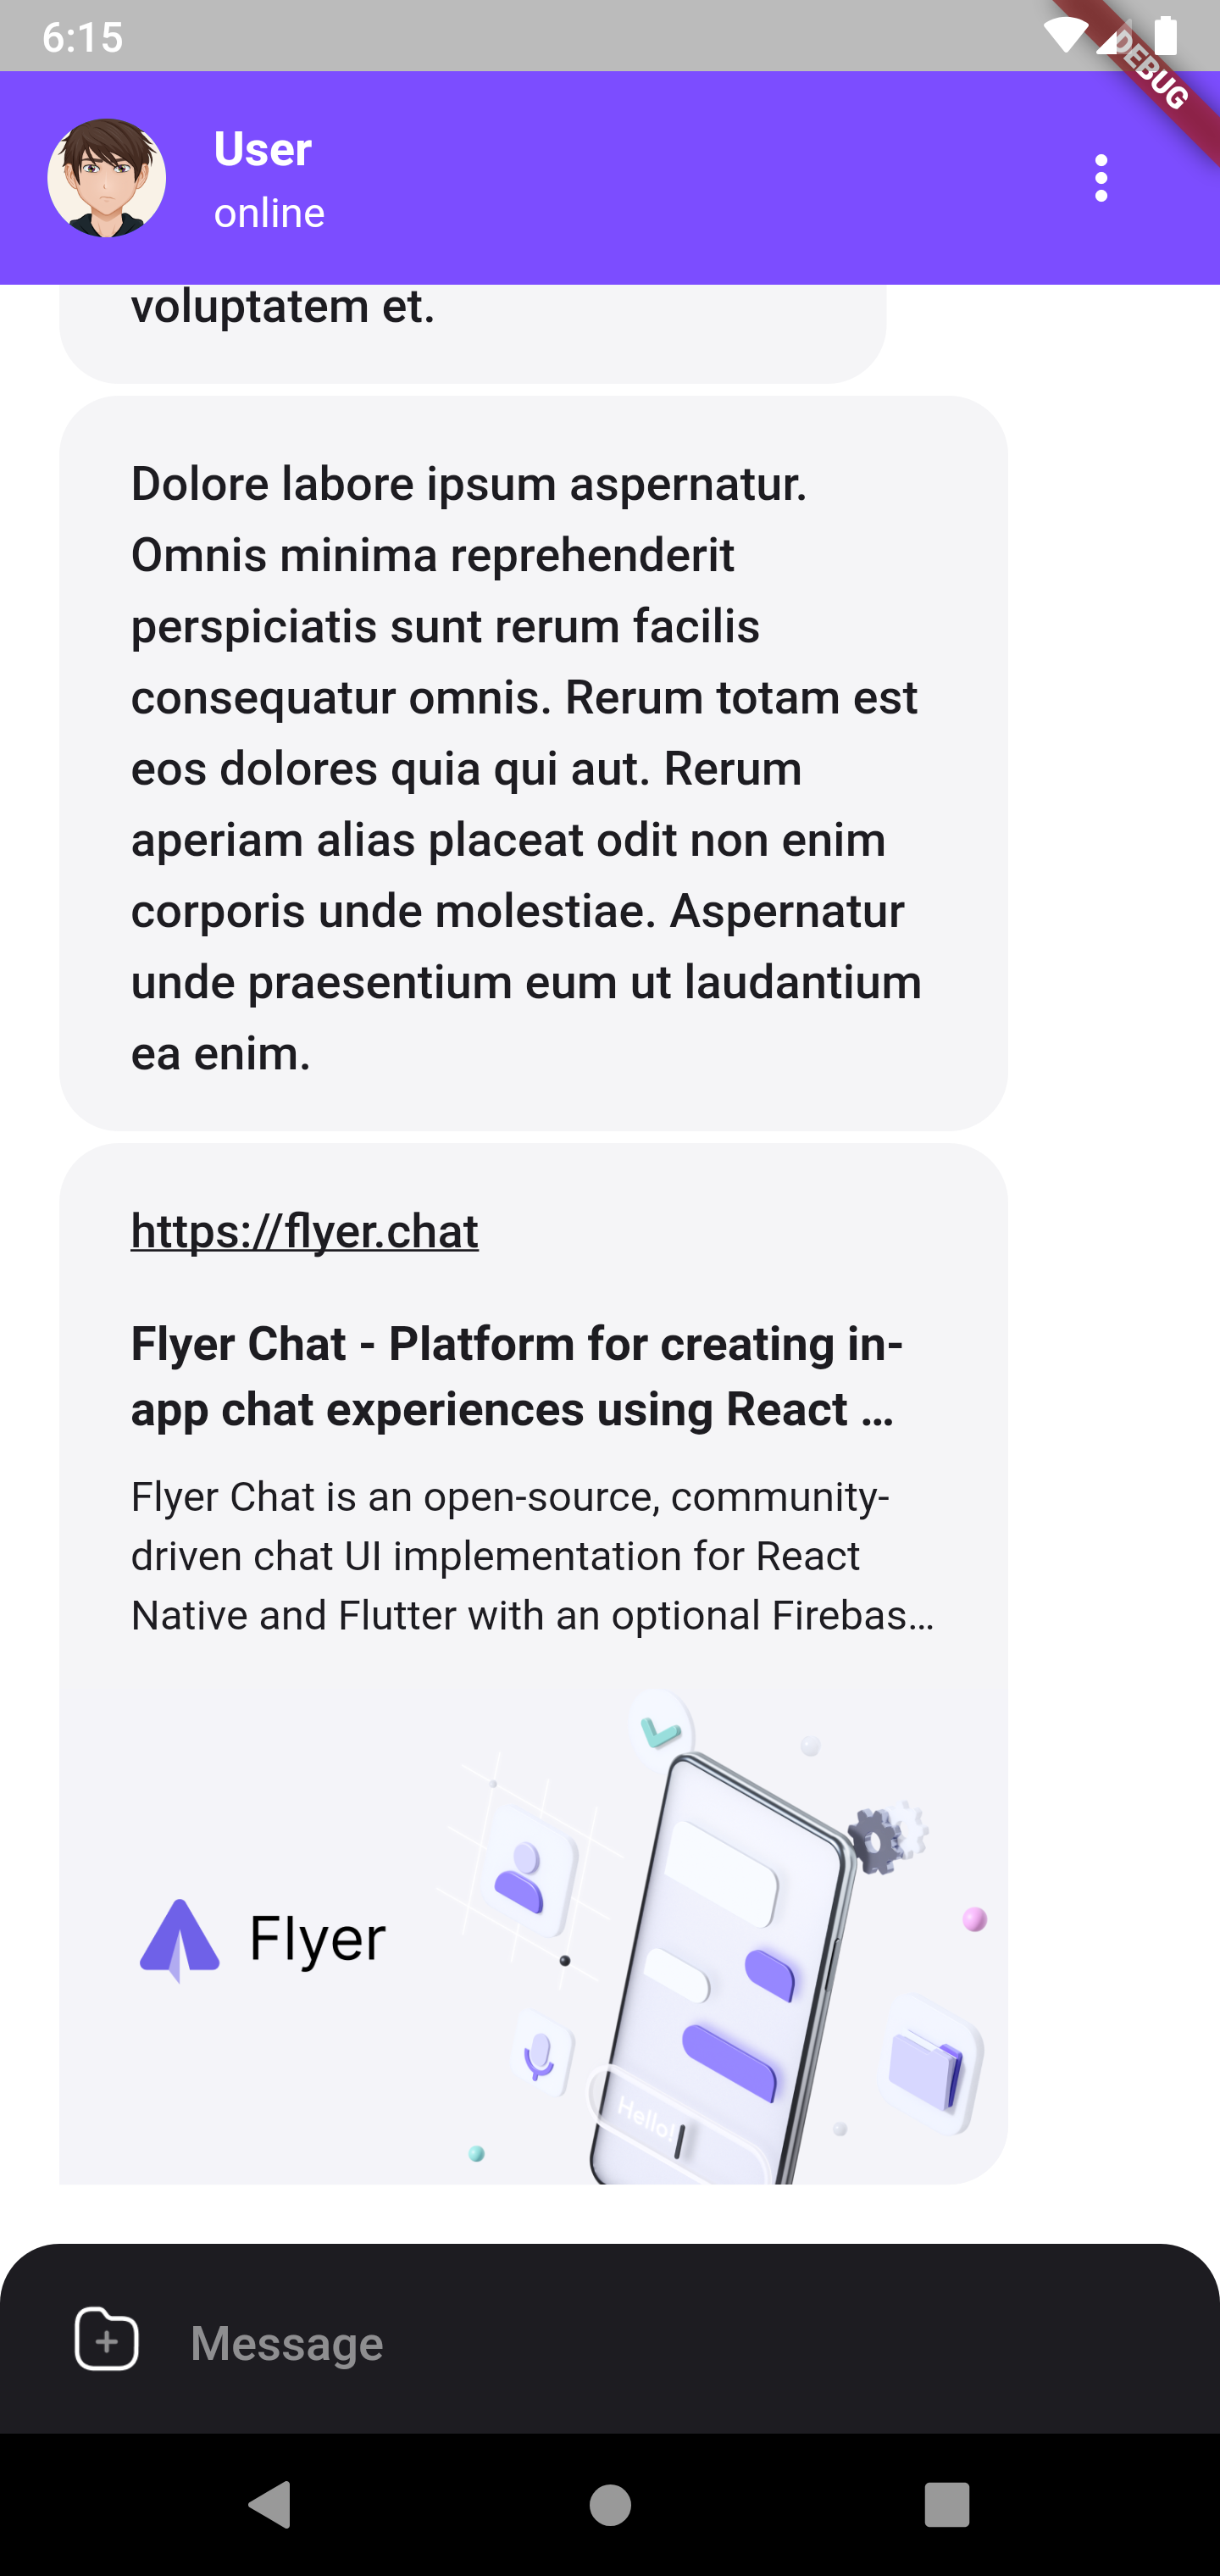 6:15
DEBUG
User
online
voluptatem et.
Dolore labore ipsum aspernatur.
Omnis minima reprehenderit
perspiciatis sunt rerum facilis
consequatur omnis. Rerum totam est
eos dolores quia qui aut. Rerum
aperiam alias placeat odit non enim
corporis unde molestiae. Aspernatur
unde praesentium eum ut laudantium
ea enim.
https://flyer.chat
Flyer Chat - Platform for creating in-
app chat experiences using React …
Flyer Chat is an open-source, community-
driven chat UI implementation for React
Native and Flutter with an optional Firebas…
Flyer
Hello!
Message